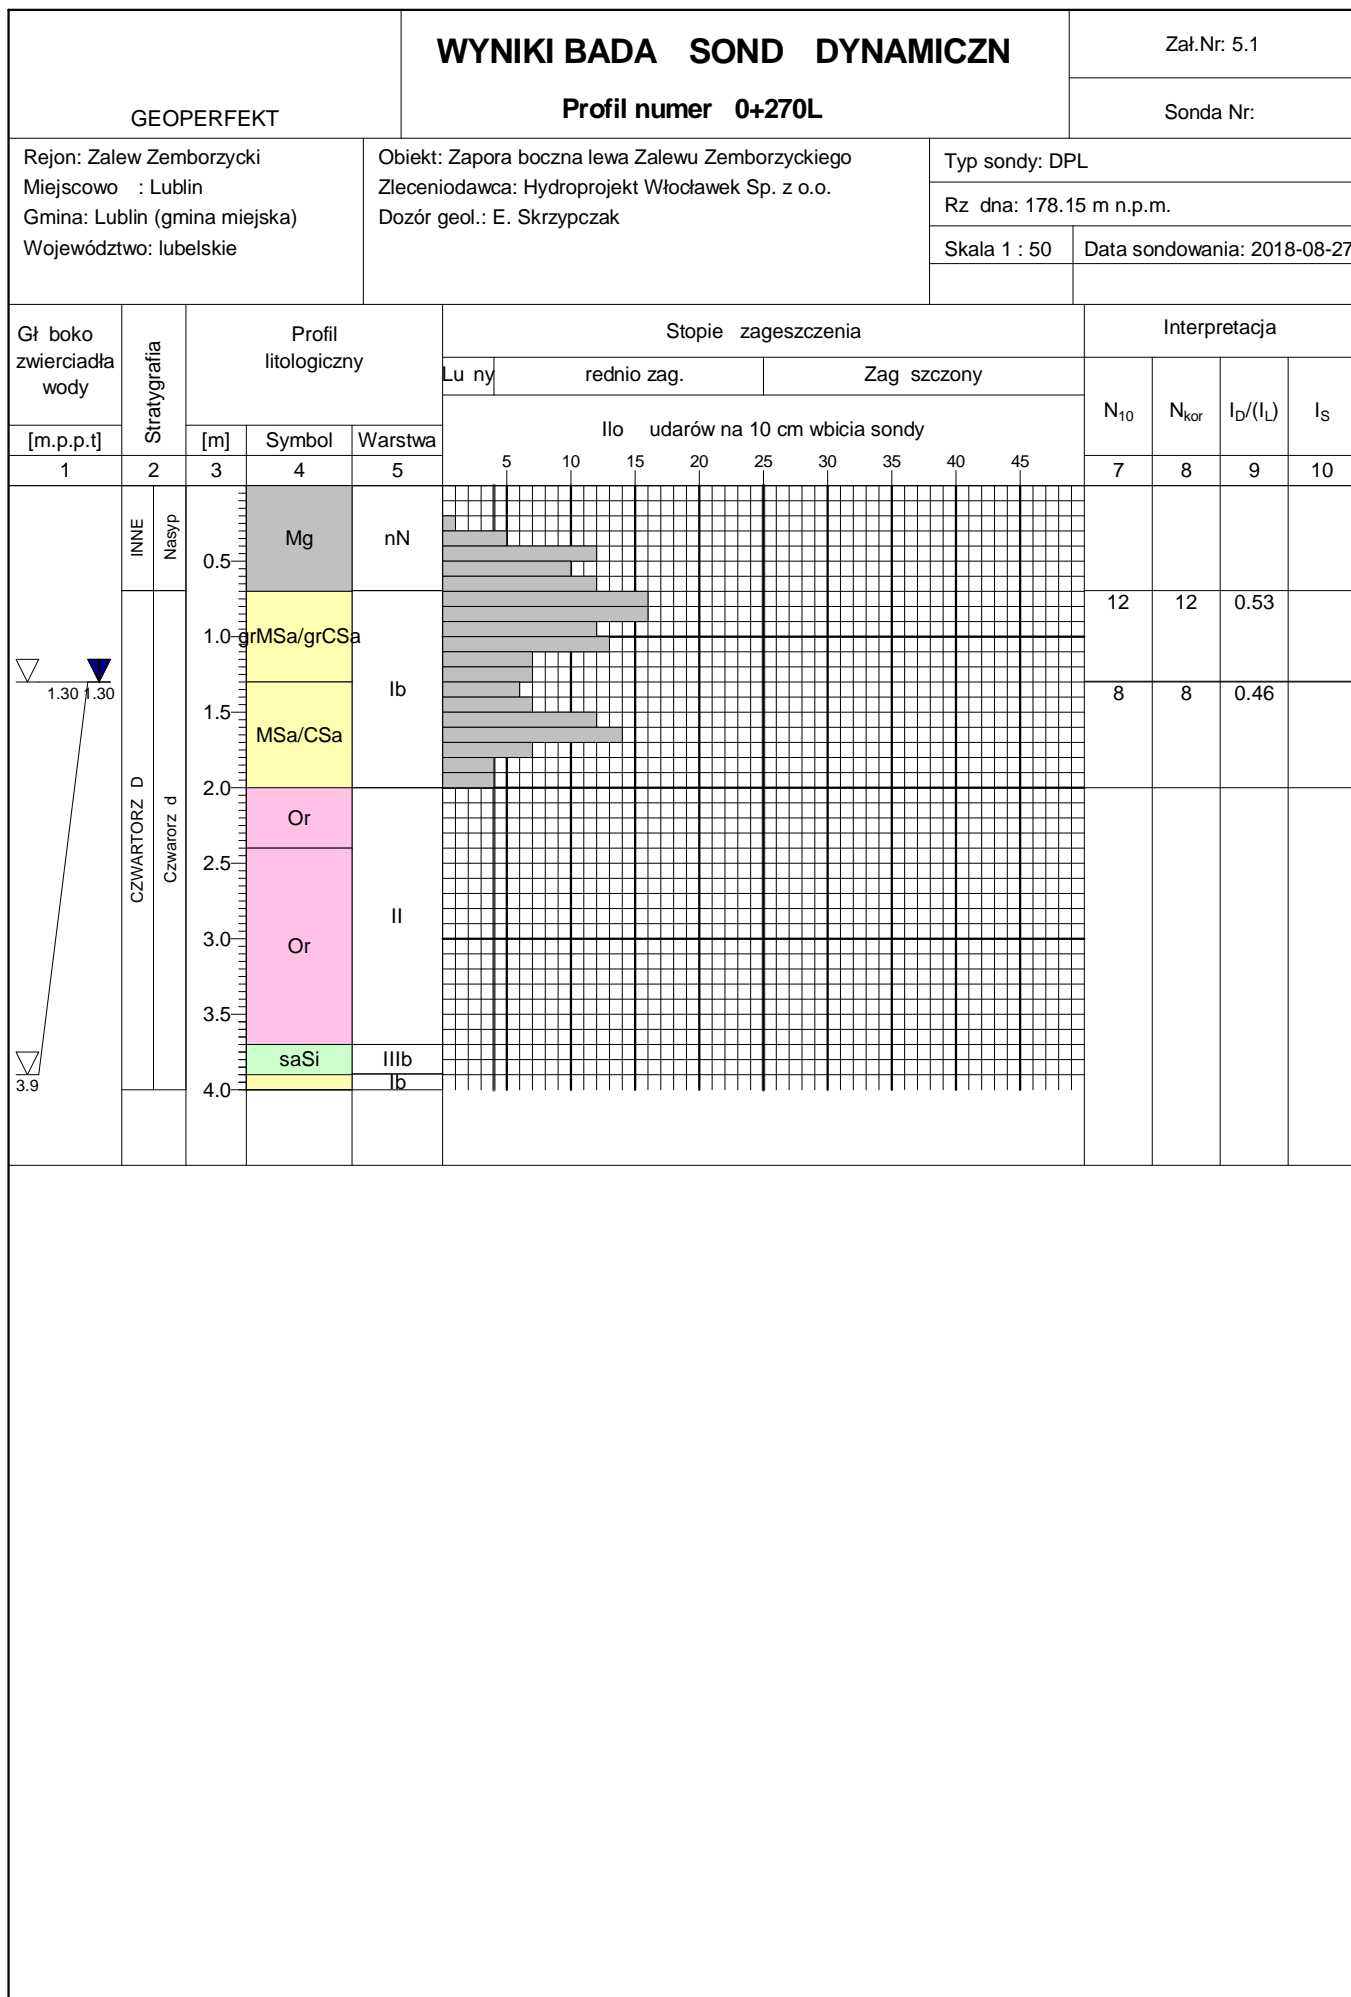 WYNIKI BADA SOND DYNAMICZN
Zał.Nr: 5.1
GEOPERFEKT
Profil numer 0+270L
Sonda Nr:
Rejon: Zalew Zemborzycki
Miejscowo : Lublin
Gmina: Lublin (gmina miejska)
Województwo: lubelskie
Obiekt: Zapora boczna lewa Zalewu Zemborzyckiego
Zleceniodawca: Hydroprojekt Włocławek Sp. z o.o.
Dozór geol.: E. Skrzypczak
Typ sondy: DPL
Rz dna: 178.15 m n.p.m.
Skala 1 : 50
Data sondowania: 2018-08-27
Gł boko
zwierciadła
wody
[m.p.p.t]
Stratygrafia
Profil
litologiczny
[m]
Symbol
Warstwa
Stopie zageszczenia
Lu ny
rednio zag.
Zag szczony
Ilo udarów na 10 cm wbicia sondy
5 10 15 20 25 30 35 40 45
Interpretacja
N10
Nkor
ID/(IL)
IS
1 2 3 4 5 7 8 9 10
INNE
Nasyp
Mg
nN
0.5
12 12 0.53
1.0
grMSa/grCSa
Ib
1.30 1.30
8 8 0.46
1.5
MSa/CSa
2.0
CZWARTORZ D
Czwarorz d
Or
2.5
II
3.0
Or
3.5
saSi
IIIb
3.9
Ib
4.0